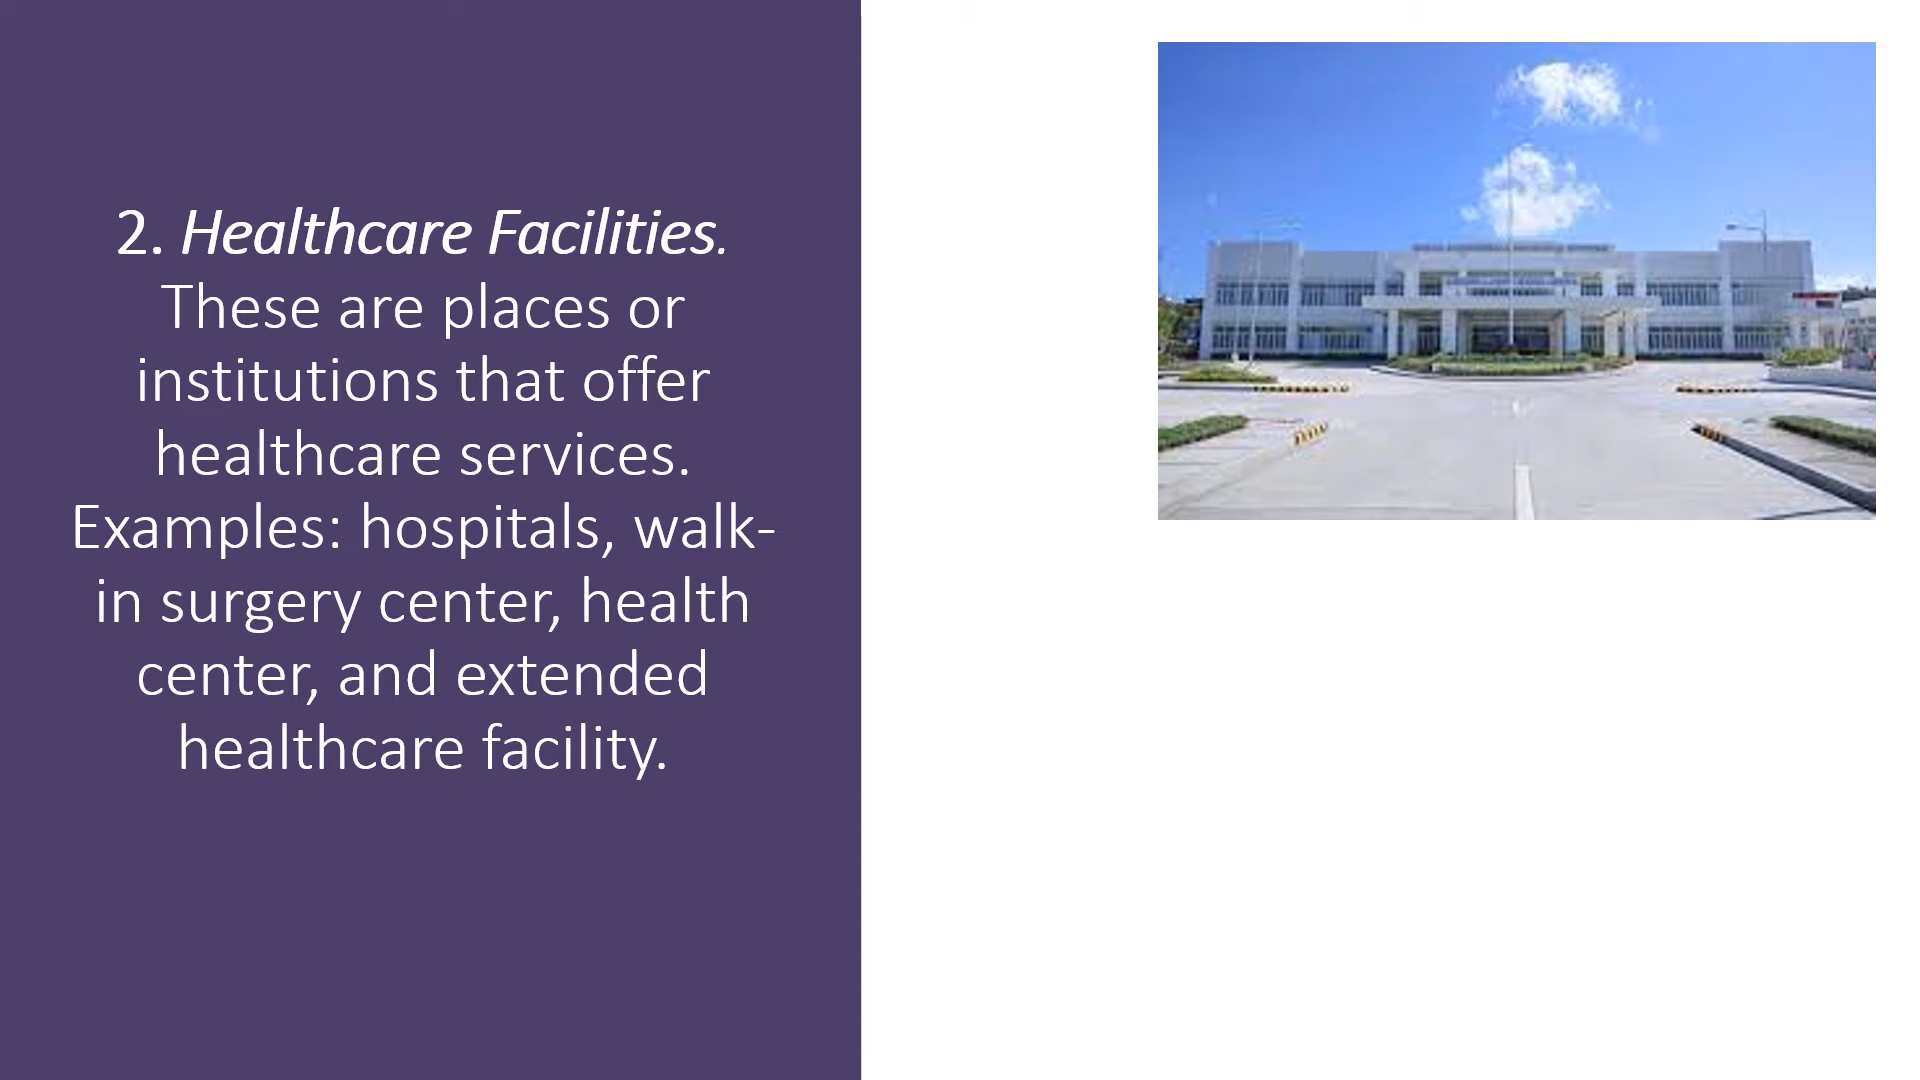 2. Healthcare Facilities.
These are places or
institutions that offer
healthcare services.
Examples: hospitals, walk-
in surgery center, health
center, and extended
healthcare facility.